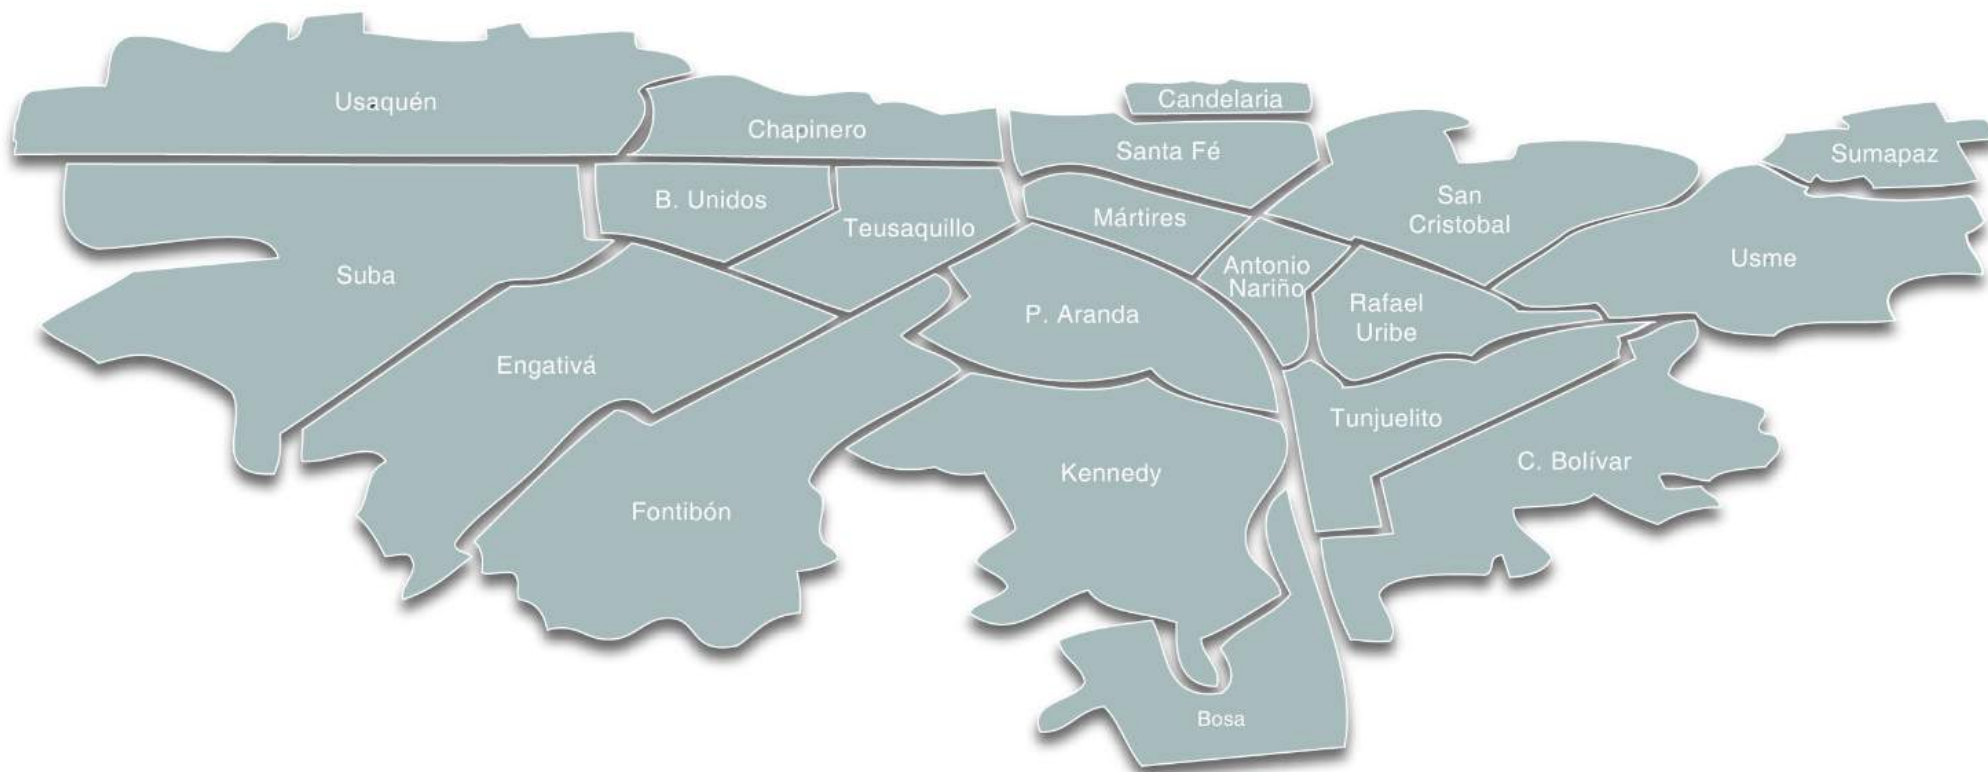 Usaquén
Chapinero
Candelaria
Santa Fé
Sumapaz
B. Unidos
Teusaquillo
Mártires
San
Cristobal
Suba
Antonio
Nariño
Usme
Engativá
P. Aranda
Rafael
Uribe
Tunjuelito
Fontibón
Kennedy
C. Bolívar
Bosa